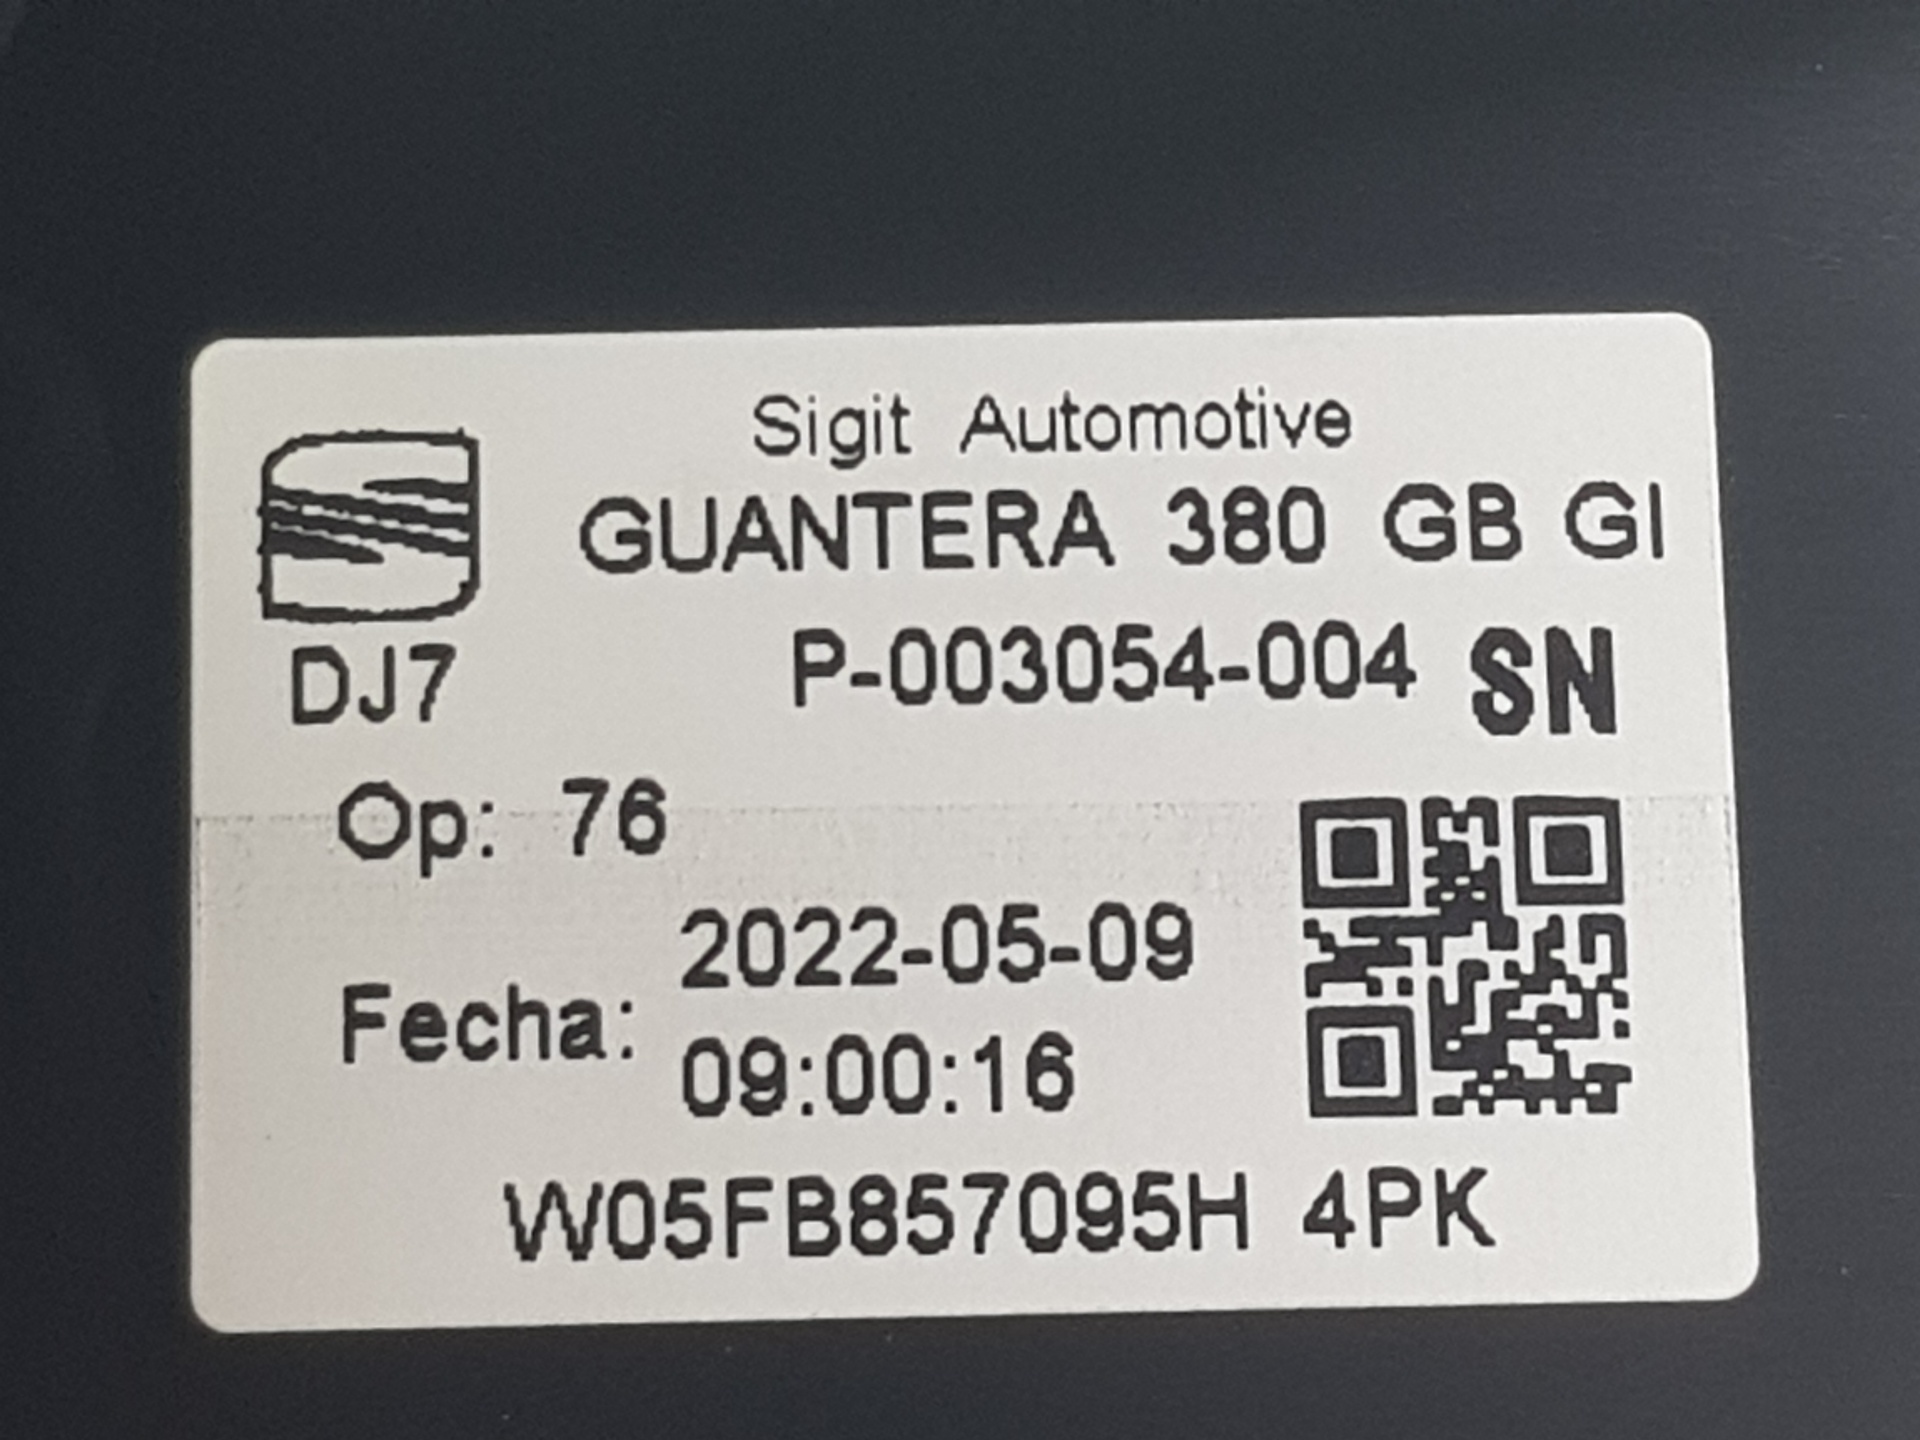 Sigit Automotive
GUANTERA 380 GB GI
DJ7 P-003054-004 SN
Op: 76
Fecha: 2022-05-09
09:00:16
W05FB857095H 4PK